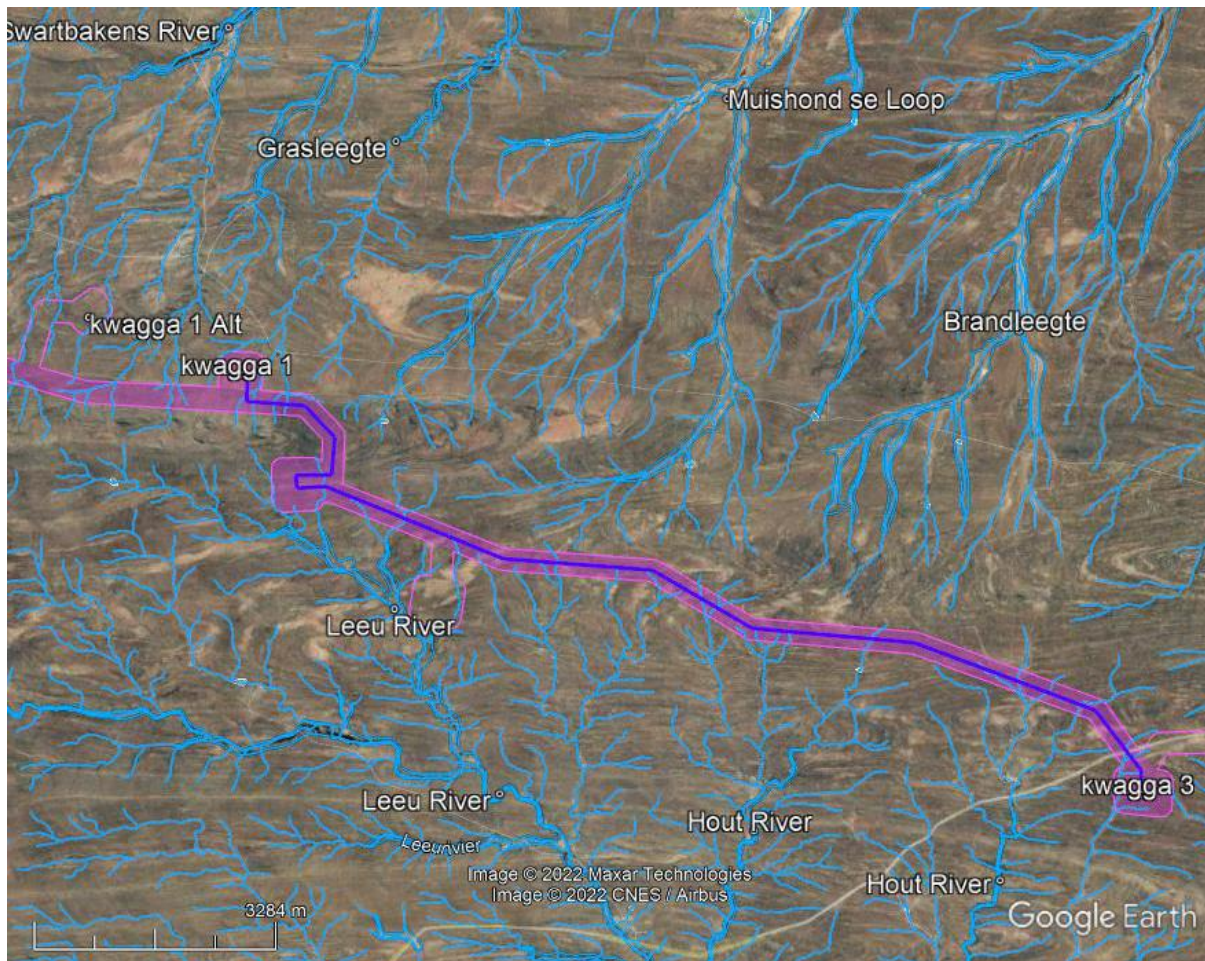 Swartbakens River
Muishond se Loop
Grasleegte
kwagga 1 Alt
Brandleegte
kwagga 1
Leeu River
kwagga 3
Leeu River
Hout River
Leeunvier
Image © 2022 Maxar Technologies
Image © 2022 CNES / Airbus
Hout River
3284 m
Google Earth